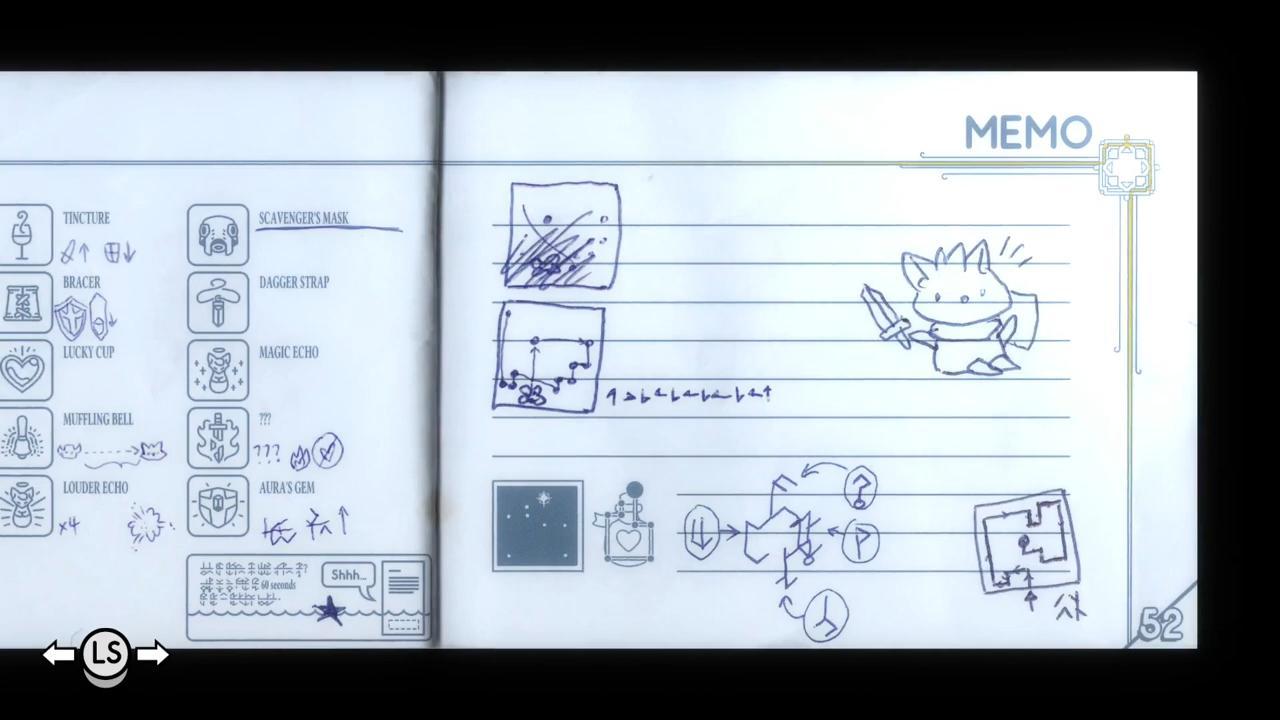 MEMO
TINCTURE
BRACER
LUCKY CUP
MUFFLING BELL
LOUDER ECHO
x4
SCAVENGER'S MASK
DAGGER STRAP
MAGIC ECHO
???
???
AURA'S GEM
60 seconds
Shhh...
?
52
LS